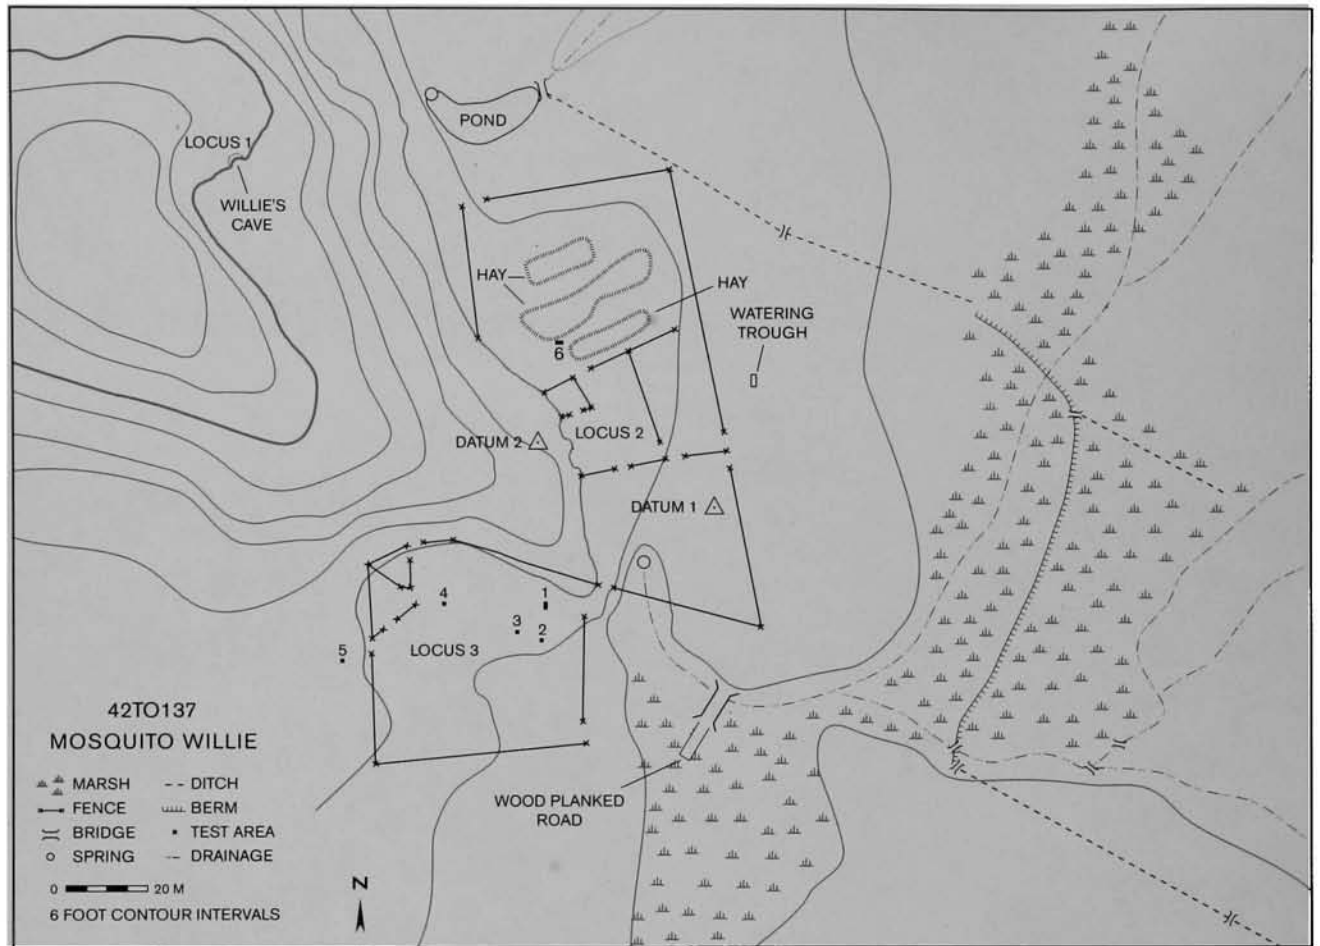 POND
LOCUS 1
WILLIE'S
CAVE
HAY
HAY
WATERING
TROUGH
6
LOCUS 2
DATUM 2
DATUM 1
4
1
3
2
LOCUS 3
5
42TO137
MOSQUITO WILLIE
MARSH
DITCH
FENCE
BERM
BRIDGE
TEST AREA
SPRING
DRAINAGE
0 20 M
6 FOOT CONTOUR INTERVALS
N
WOOD PLANKED
ROAD